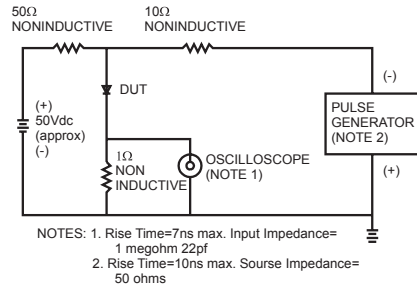 50Ω
NONINDUCTIVE
10Ω
NONINDUCTIVE
(+)
50Vdc
(approx)
(-)
DUT
1Ω
NON
INDUCTIVE
OSCILLOSCOPE
(NOTE 1)
(-)
PULSE
GENERATOR
(NOTE 2)
(+)
NOTES: 1. Rise Time=7ns max. Input Impedance=
1 megohm 22pf
2. Rise Time=10ns max. Sourse Impedance=
50 ohms